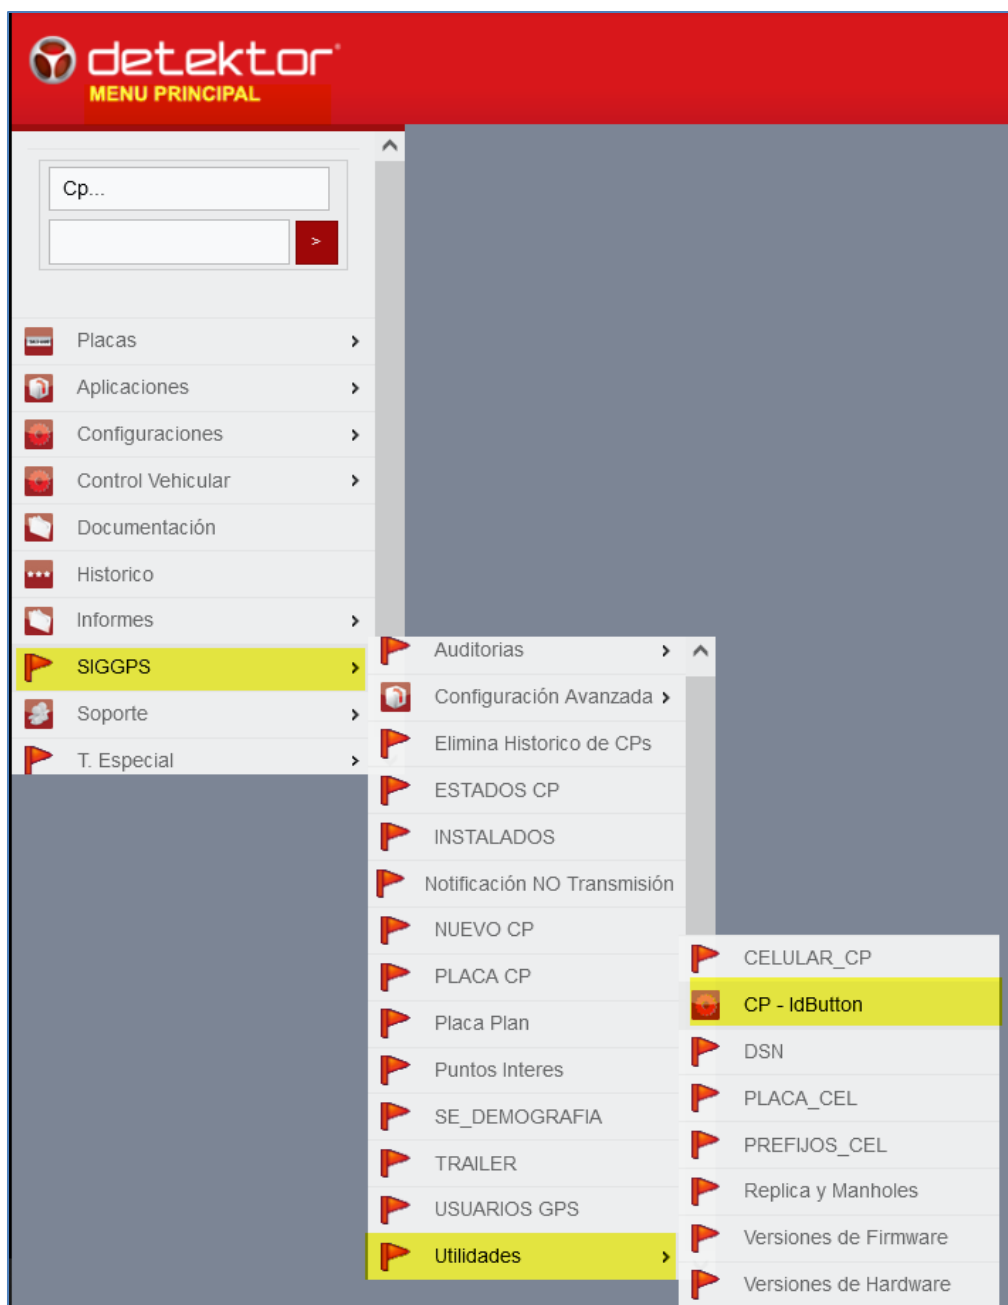 detektor
MENU PRINCIPAL
Cp...
>
Placas
Aplicaciones
Configuraciones
Control Vehicular
Documentación
Historico
Informes
SIGGPS
Soporte
T. Especial
Auditorias
Configuración Avanzada
Elimina Historico de CPs
ESTADOS CP
INSTALADOS
Notificación NO Transmisión
NUEVO CP
PLACA CP
Placa Plan
Puntos Interes
SE_DEMOGRAFIA
TRAILER
USUARIOS GPS
Utilidades
CELULAR_CP
CP - IdButton
DSN
PLACA_CEL
PREFIJOS_CEL
Replica y Manholes
Versiones de Firmware
Versiones de Hardware